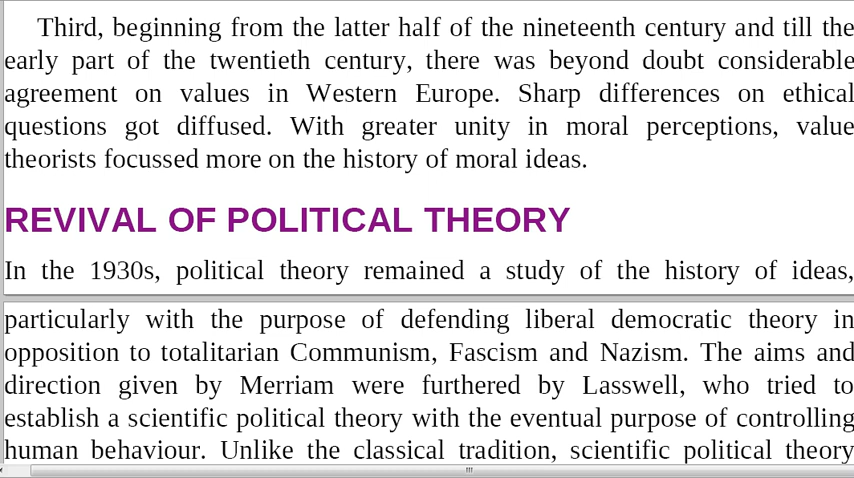 Third, beginning from the latter half of the nineteenth century and till the
early part of the twentieth century, there was beyond doubt considerable
agreement on values in Western Europe. Sharp differences on ethical
questions got diffused. With greater unity in moral perceptions, value
theorists focussed more on the history of moral ideas.
REVIVAL OF POLITICAL THEORY
In the 1930s, political theory remained a study of the history of ideas,
particularly with the purpose of defending liberal democratic theory in
opposition to totalitarian Communism, Fascism and Nazism. The aims and
direction given by Merriam were furthered by Lasswell, who tried to
establish a scientific political theory with the eventual purpose of controlling
human behaviour. Unlike the classical tradition, scientific political theory